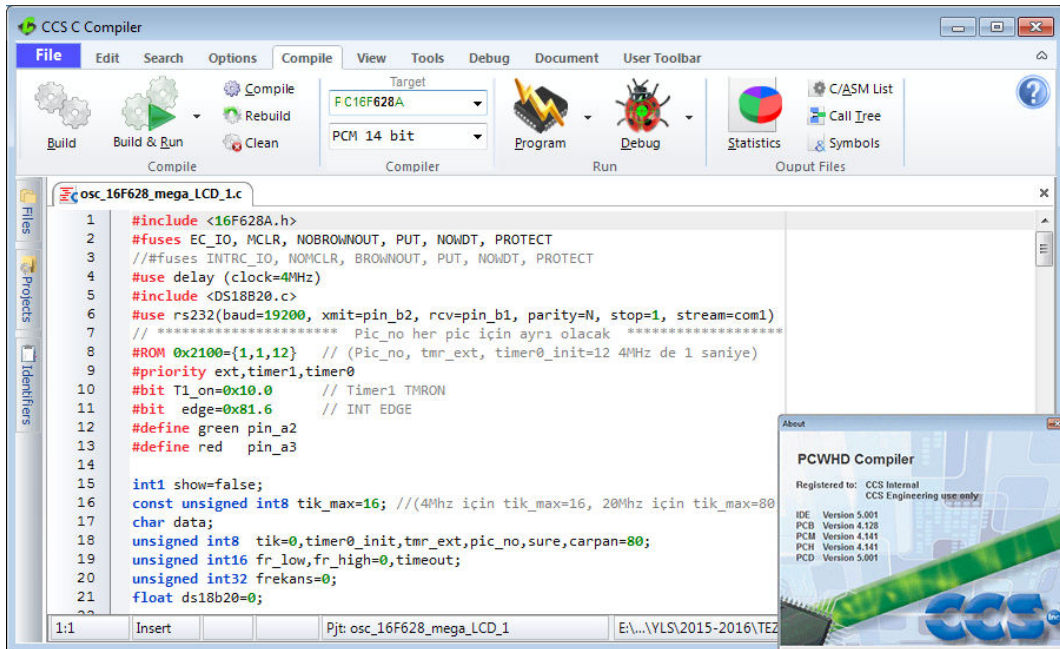 CCS C Compiler
File Edit Search Options Compile View Tools Debug Document User Toolbar
Build
Build & Run
Compile
Rebuild
Clean
Compile
Target
PIC16F628A
PCM 14 bit
Compiler
Program
Debug
Run
Statistics
C/ASM List
Call Tree
Symbols
Ouput Files
Files
Projects
Identifiers
osc_16F628_mega_LCD_1.c
1 #include <16F628A.h>
2 #fuses EC_IO, MCLR, NOBROWNOUT, PUT, NOWDT, PROTECT
3 //#fuses INTRC_IO, NOMCLR, BROWNOUT, PUT, NOWDT, PROTECT
4 #use delay (clock=4MHz)
5 #include <DS18B20.c>
6 #use rs232(baud=19200, xmit=pin_b2, rcv=pin_b1, parity=N, stop=1, stream=com1)
7 // ********************** Pic_no her pic için ayrı olacak *******************
8 #ROM 0x2100={1,1,12} // (Pic_no, tmr_ext, timer0_init=12 4MHz de 1 saniye)
9 #priority ext,timer1,timer0
10 #bit T1_on=0x10.0 // Timer1 TMRON
11 #bit edge=0x81.6 // INT EDGE
12 #define green pin_a2
13 #define red pin_a3
14
15 int1 show=false;
16 const unsigned int8 tik_max=16; //(4Mhz için tik_max=16, 20Mhz için tik_max=80
17 char data;
18 unsigned int8 tik=0,timer0_init,tmr_ext,pic_no,sure,carpan=80;
19 unsigned int16 fr_low,fr_high=0,timeout;
20 unsigned int32 frekans=0;
21 float ds18b20=0;
1:1 Insert Pjt: osc_16F628_mega_LCD_1 E:\...\YLS\2015-2016\TEZ
About
PCWHD Compiler
Registered to: CCS Internal
CCS Engineering use only
IDE Version 5.001
PCB Version 4.128
PCM Version 4.141
PCH Version 4.141
PCD Version 5.001
CCS Inc